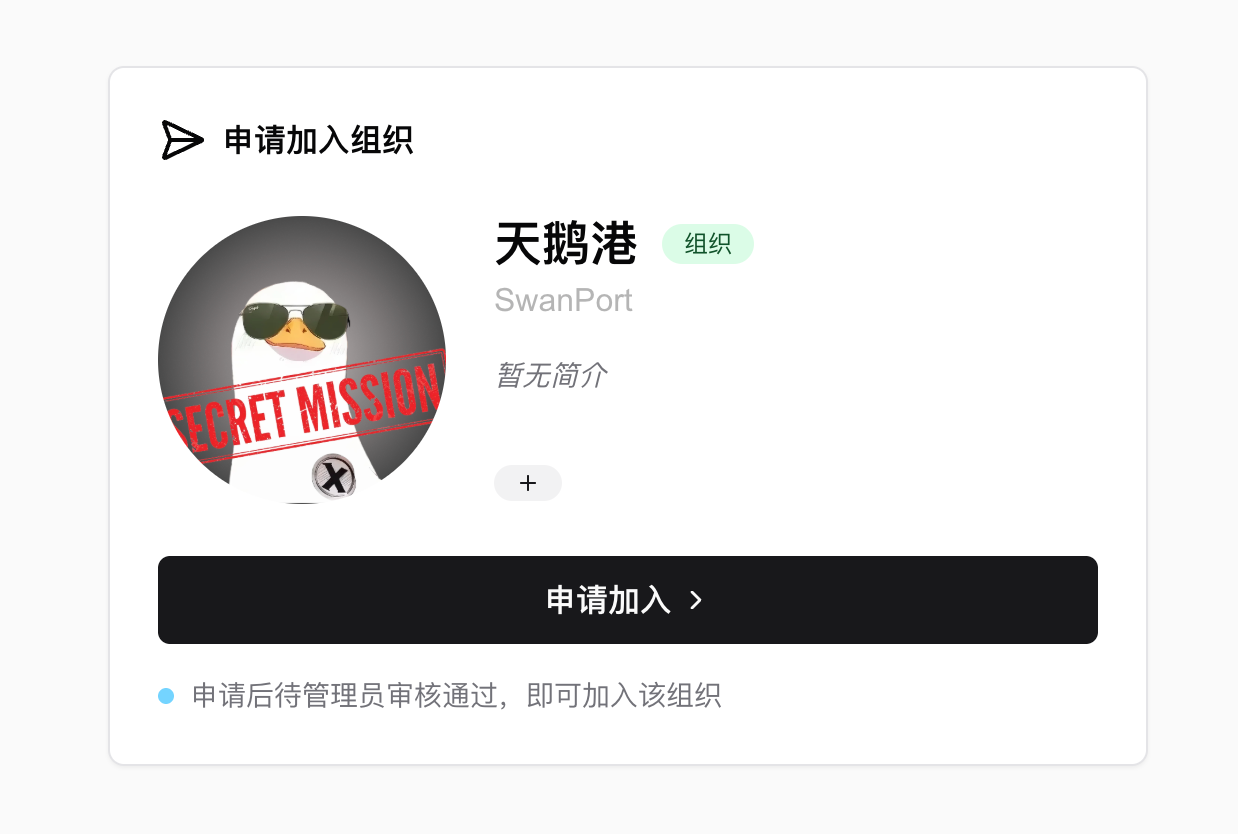 申请加入组织
天鹅港 组织
SwanPort
暂无简介
SECRET MISSION
X
+
申请加入 >
申请后待管理员审核通过，即可加入该组织